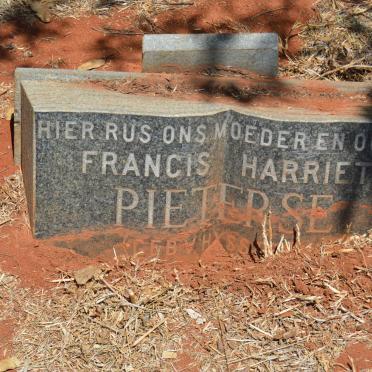 HIER RUS ONS MOEDER EN
FRANCIS HARRIET
PIETERSE